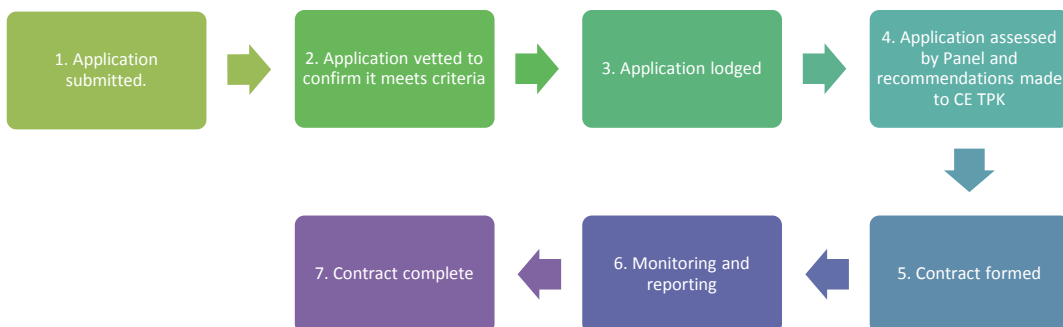 1. Application
submitted.
2. Application vetted to
confirm it meets criteria
3. Application lodged
4. Application assessed
by Panel and
recommendations made
to CE TPK
5. Contract formed
6. Monitoring and
reporting
7. Contract complete